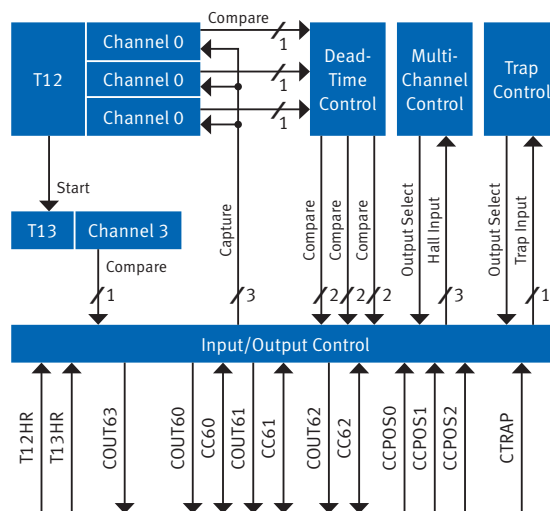 Compare
T12
Channel 0
Channel 0
Channel 0
1
1
1
Dead-
Time
Control
Multi-
Channel
Control
Trap
Control
Start
T13
Channel 3
Compare
1
Capture
3
Compare
Compare
Compare
2
2
2
Output Select
Hall Input
3
Output Select
Trap Input
1
Input/Output Control
T12HR
T13HR
COUT63
COUT60
CC60
COUT61
CC61
COUT62
CC62
CCPOS0
CCPOS1
CCPOS2
CTRAP